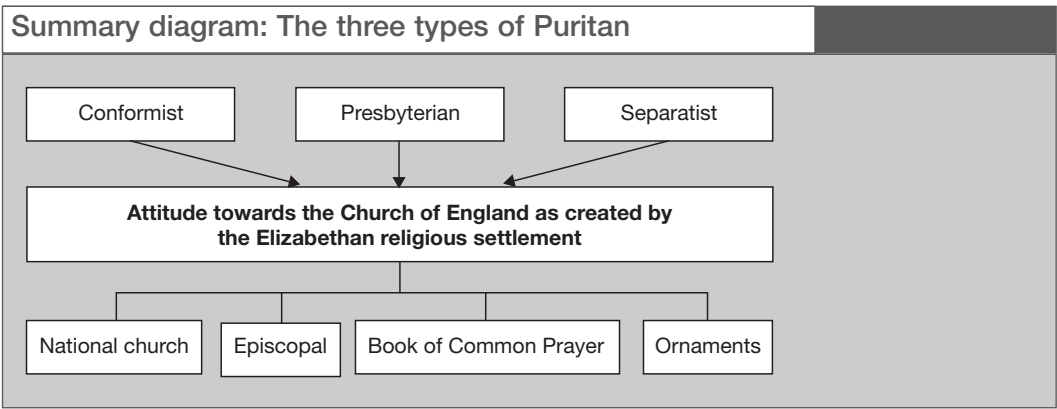 Summary diagram: The three types of Puritan
Conformist
Presbyterian
Separatist
Attitude towards the Church of England as created by
the Elizabethan religious settlement
National church
Episcopal
Book of Common Prayer
Ornaments